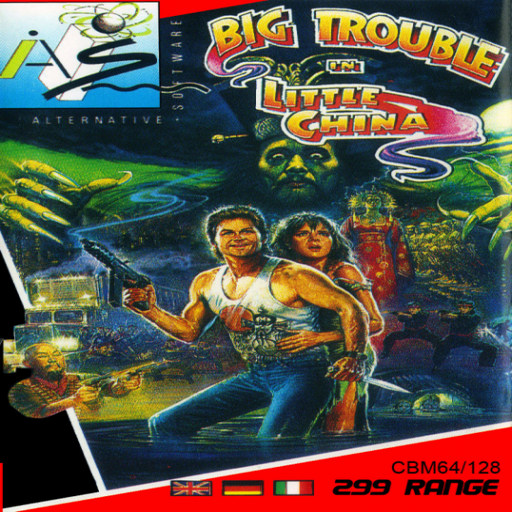 BIG TROUBLE
IN
LITTLE
CHINA
AS
ALTERNATIVE • SOFTWARE
CBM64/128
299 RANGE